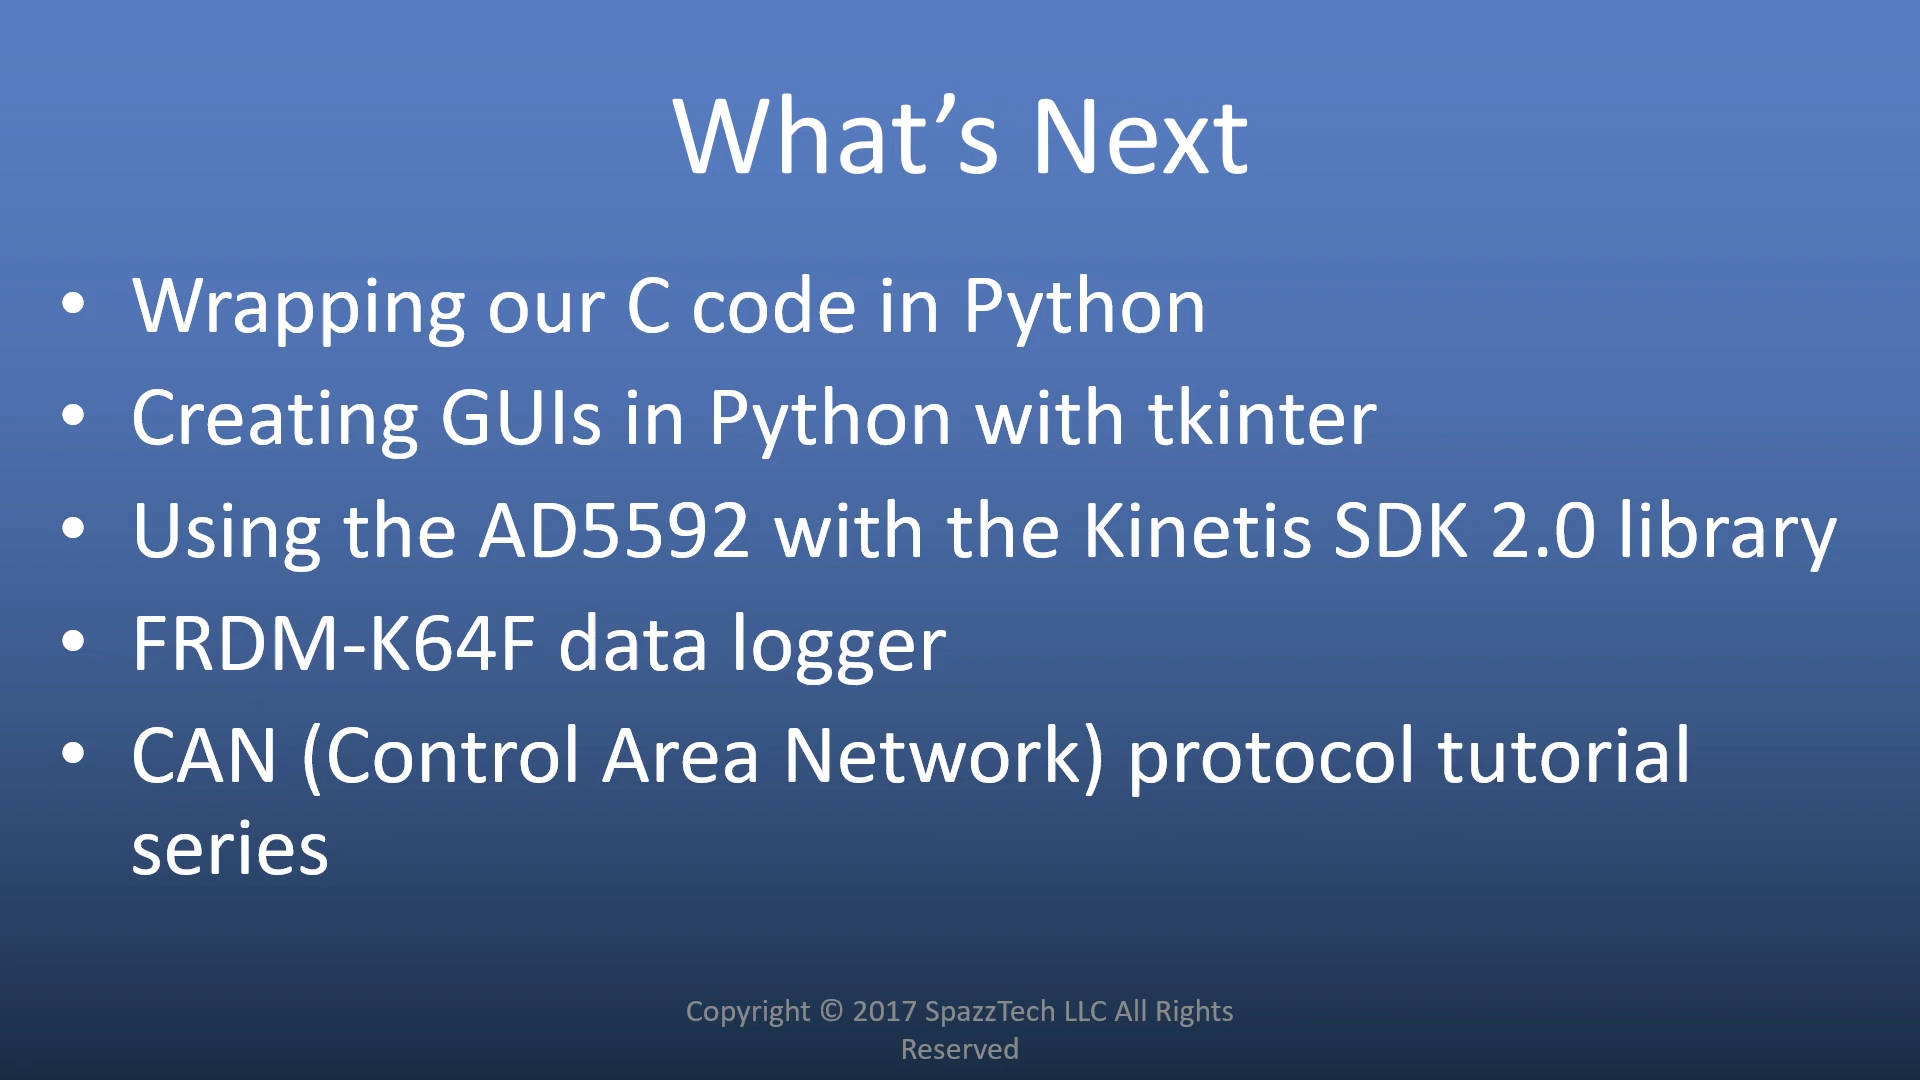 What’s Next
• Wrapping our C code in Python
• Creating GUIs in Python with tkinter
• Using the AD5592 with the Kinetis SDK 2.0 library
• FRDM-K64F data logger
• CAN (Control Area Network) protocol tutorial
series
Copyright © 2017 SpazzTech LLC All Rights
Reserved